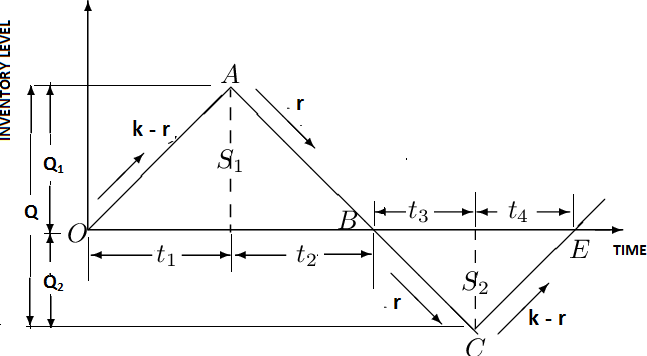 INVENTORY LEVEL
A
r
k - r
S1
Q1
Q
O
B
t3
t4
E
TIME
t1
t2
Q2
S2
r
k - r
C